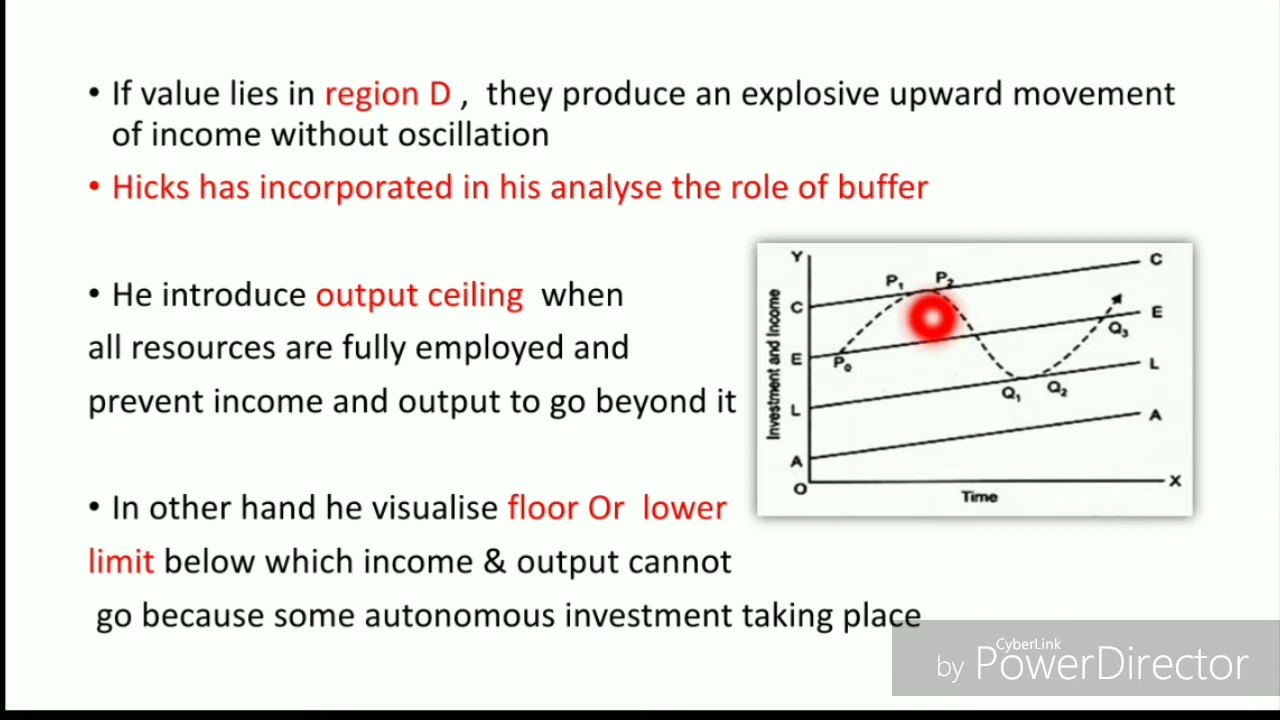 • If value lies in region D , they produce an explosive upward movement
of income without oscillation
• Hicks has incorporated in his analyse the role of buffer
• He introduce output ceiling when
all resources are fully employed and
prevent income and output to go beyond it
• In other hand he visualise floor Or lower
limit below which income & output cannot
go because some autonomous investment taking place
Y
C
P₁
P₂
C
E
Investment and Income
E
P₀
Q₃
L
L
Q₁
Q₂
A
A
O
X
Time
CyberLink
by PowerDirector